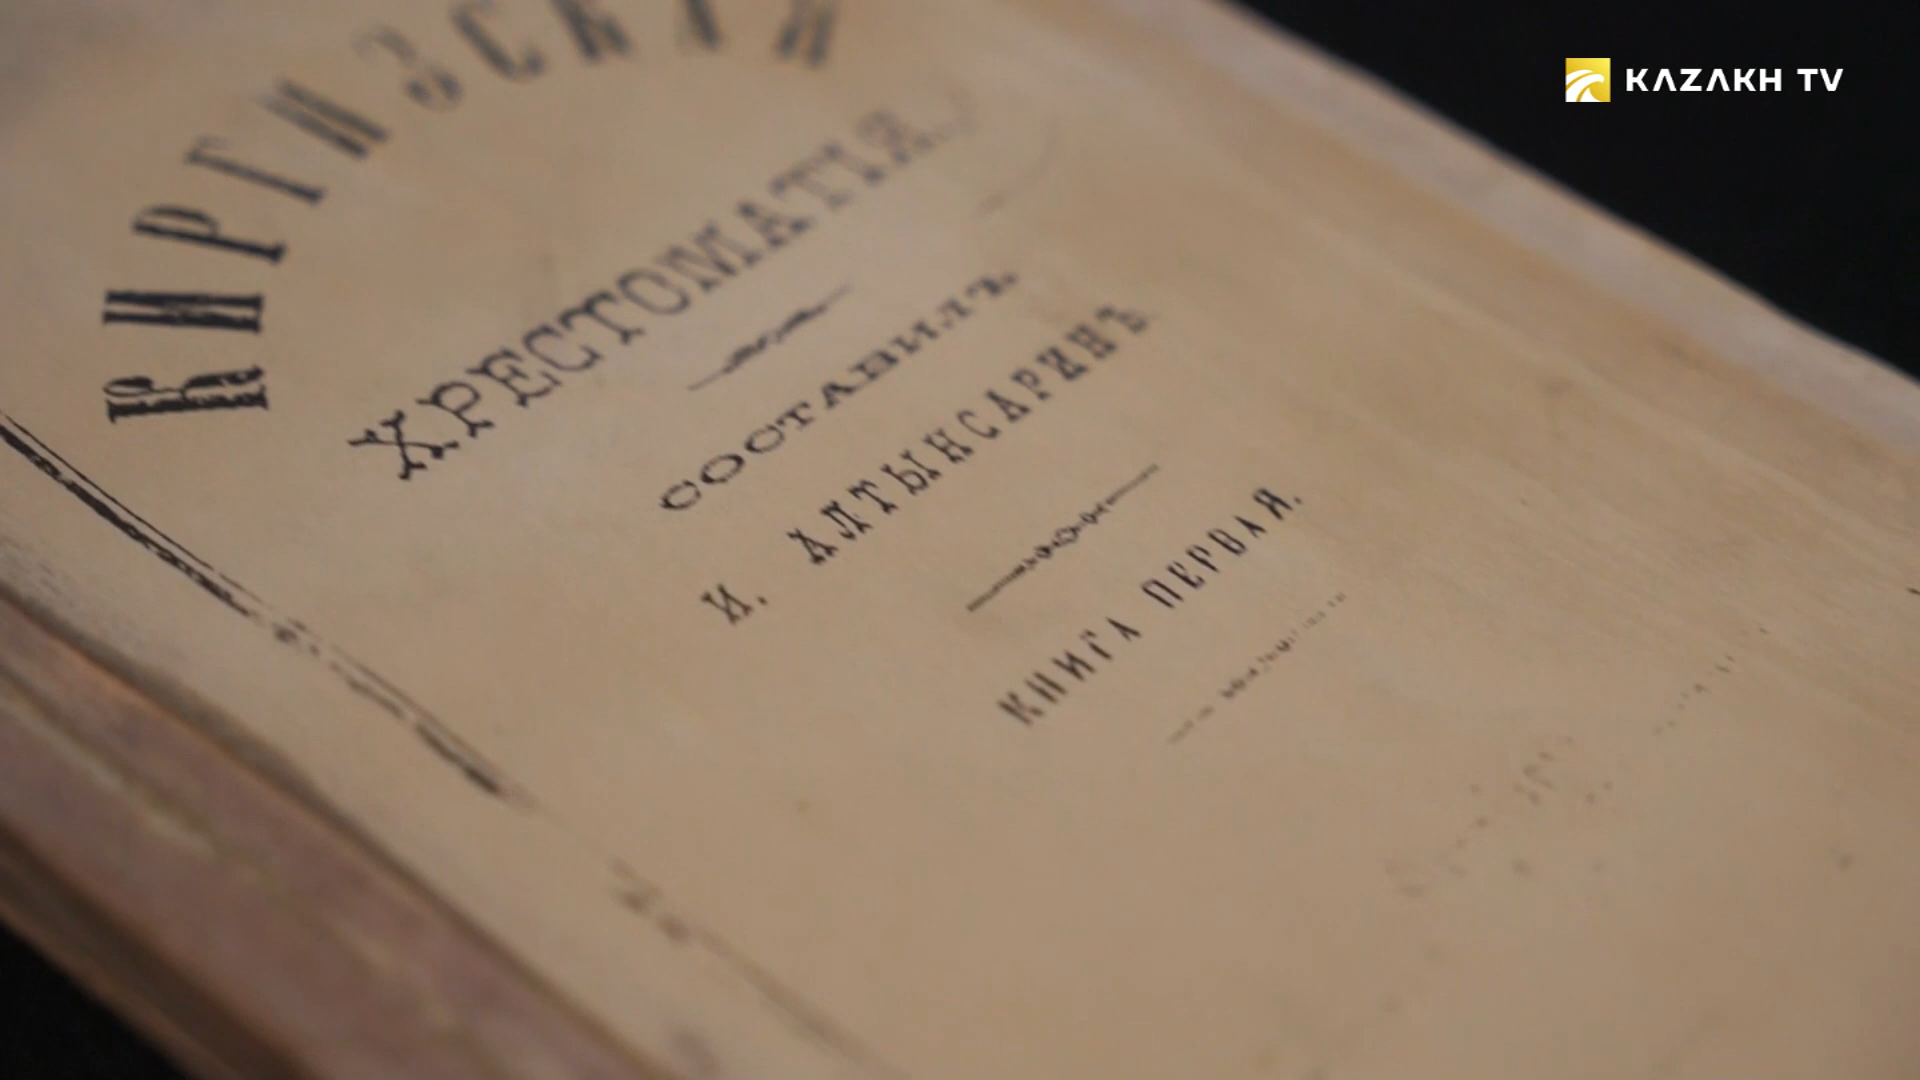 КИРГИЗСКАЯ
ХРЕСТОМАТІЯ.
СОСТАВИЛЪ
И. АЛТЫНСАРИНЪ
КНИГА ПЕРВАЯ.
KAZAKH TV